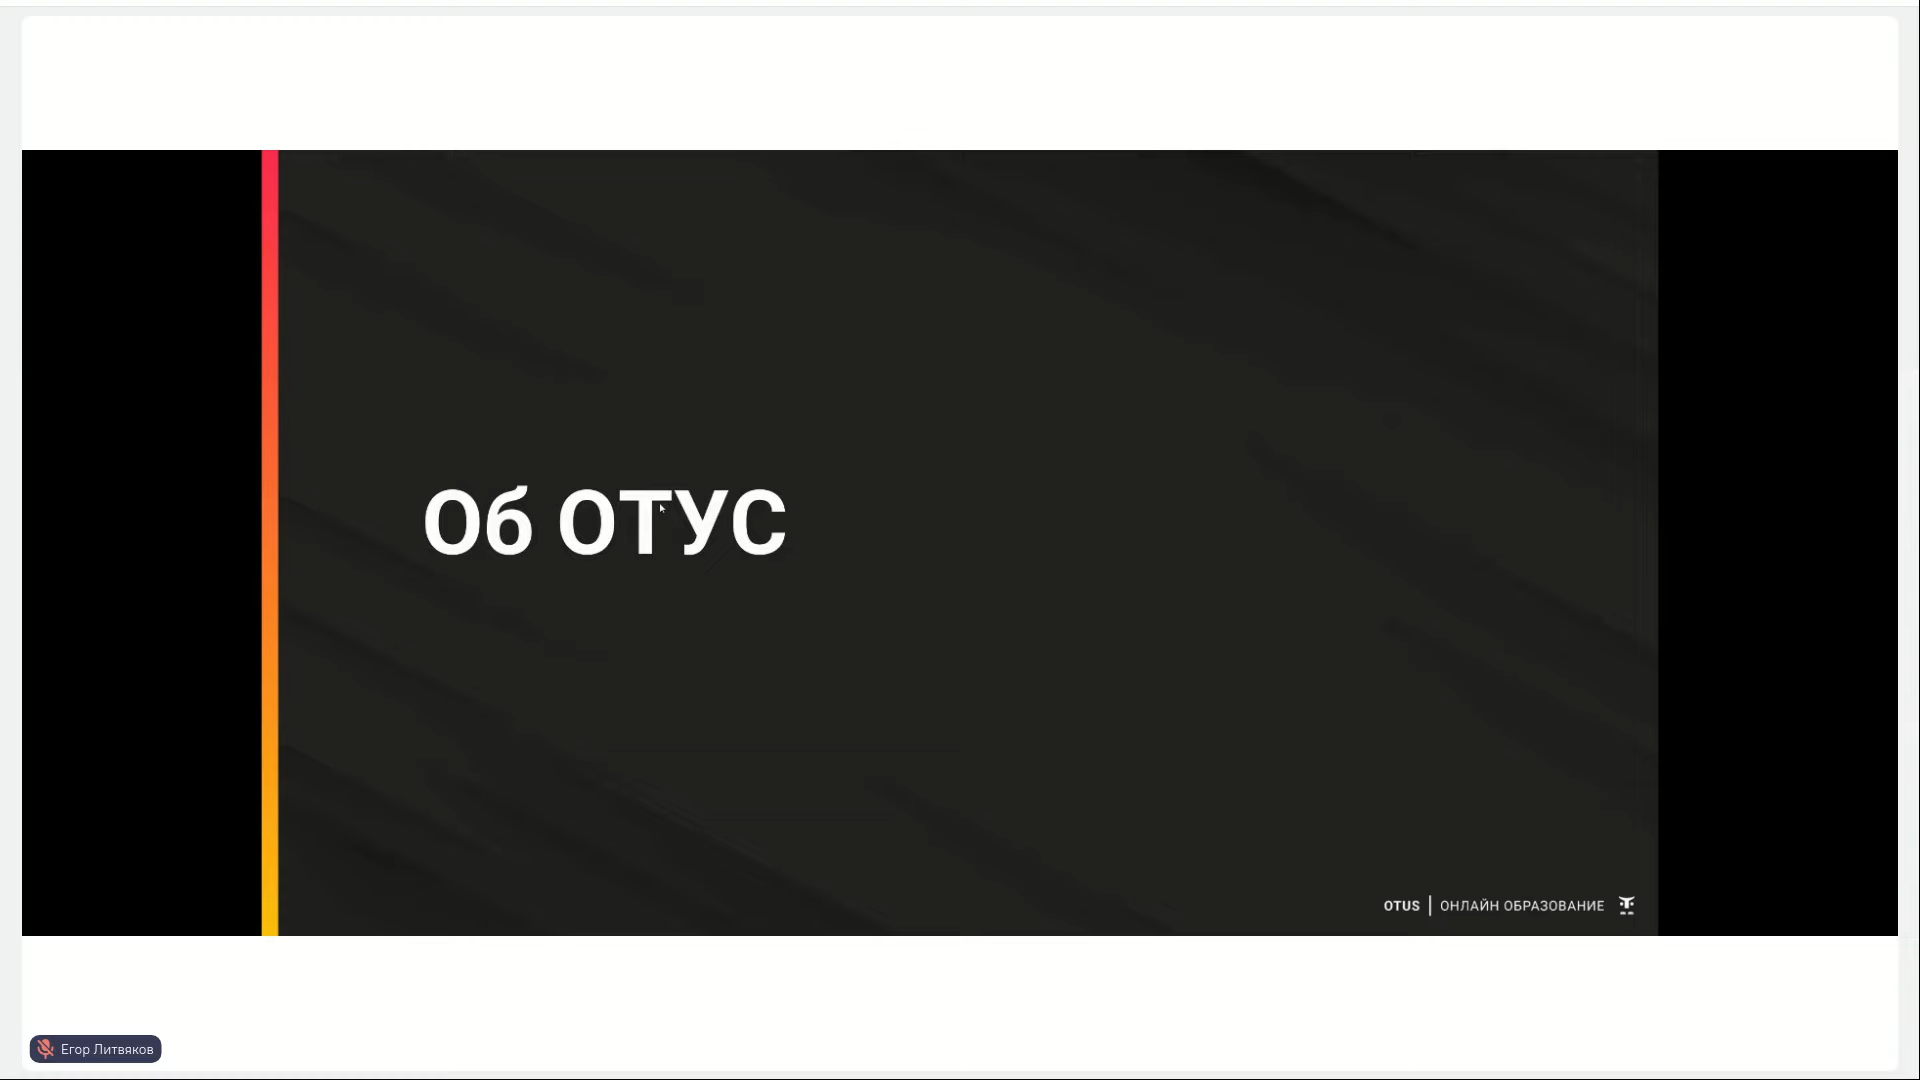 Об ОТУС
OTUS | ОНЛАЙН ОБРАЗОВАНИЕ
Егор Литвяков